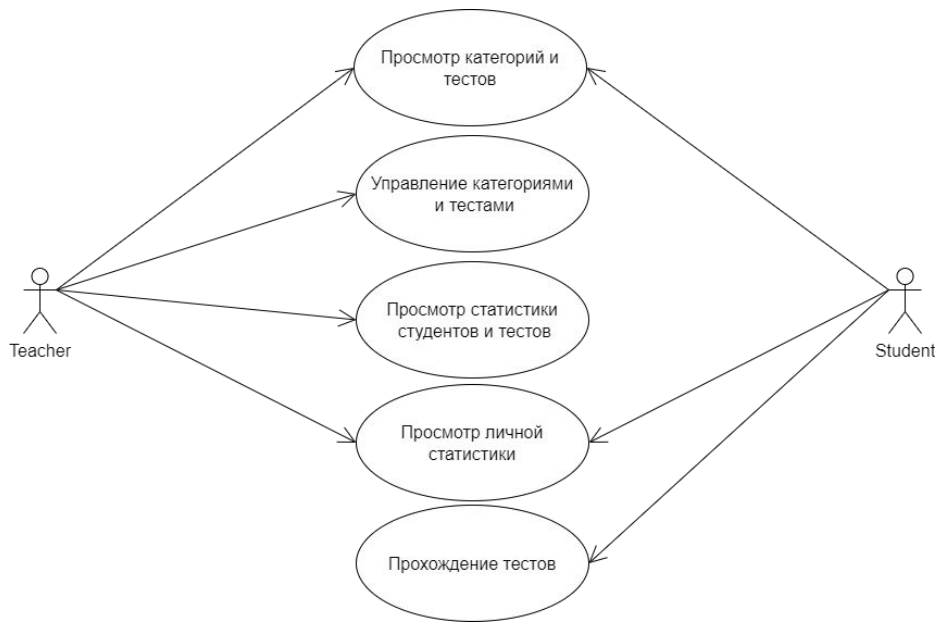 Просмотр категорий и
тестов
Управление категориями
и тестами
Просмотр статистики
студентов и тестов
Teacher
Student
Просмотр личной
статистики
Прохождение тестов